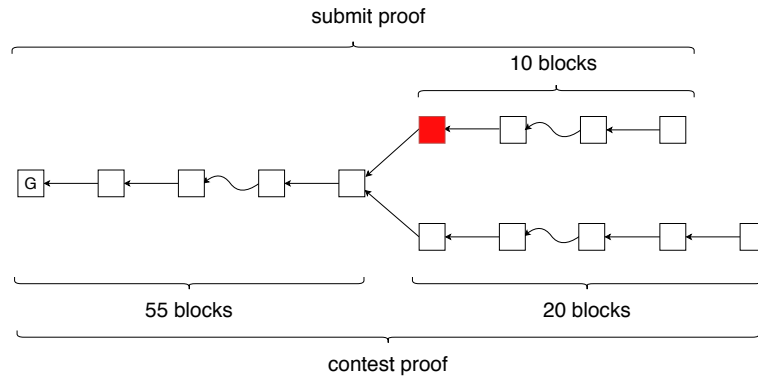 submit proof
10 blocks
G
55 blocks
20 blocks
contest proof